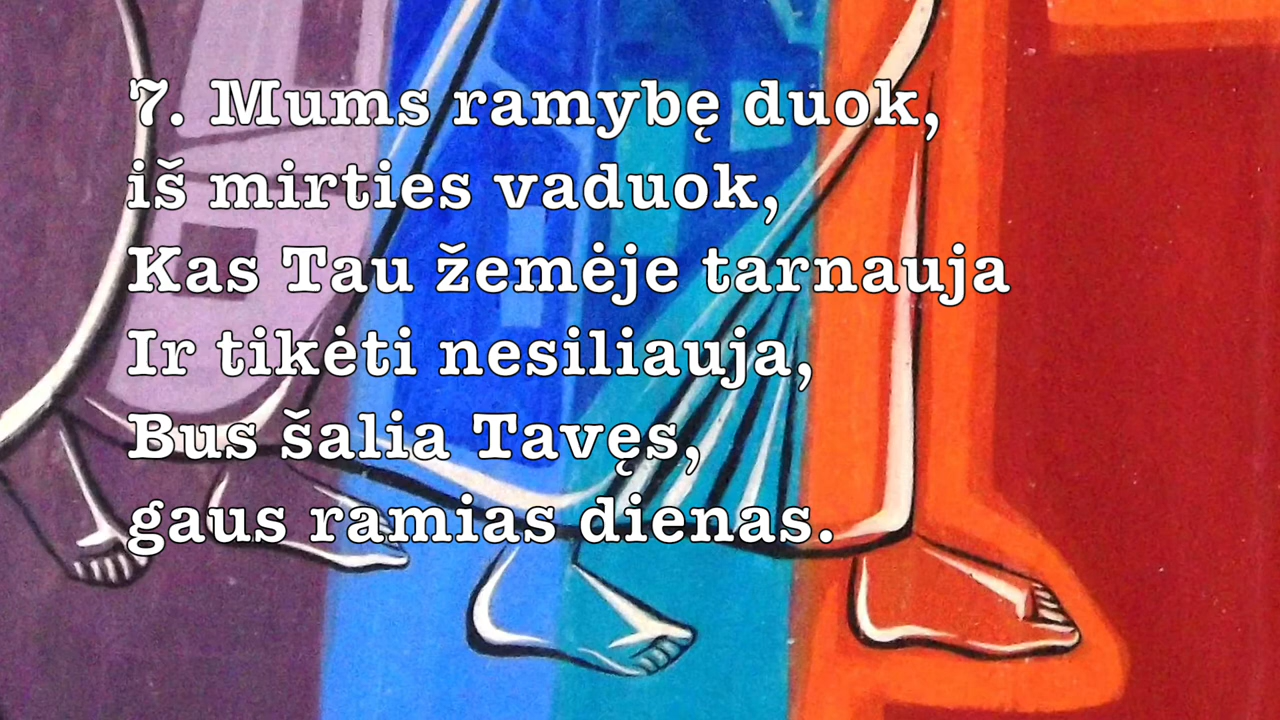 7. Mums ramybę duok,
iš mirties vaduok,
Kas Tau žemėje tarnauja
Ir tikėti nesiliauja,
Bus šalia Tavęs,
gaus ramias dienas.